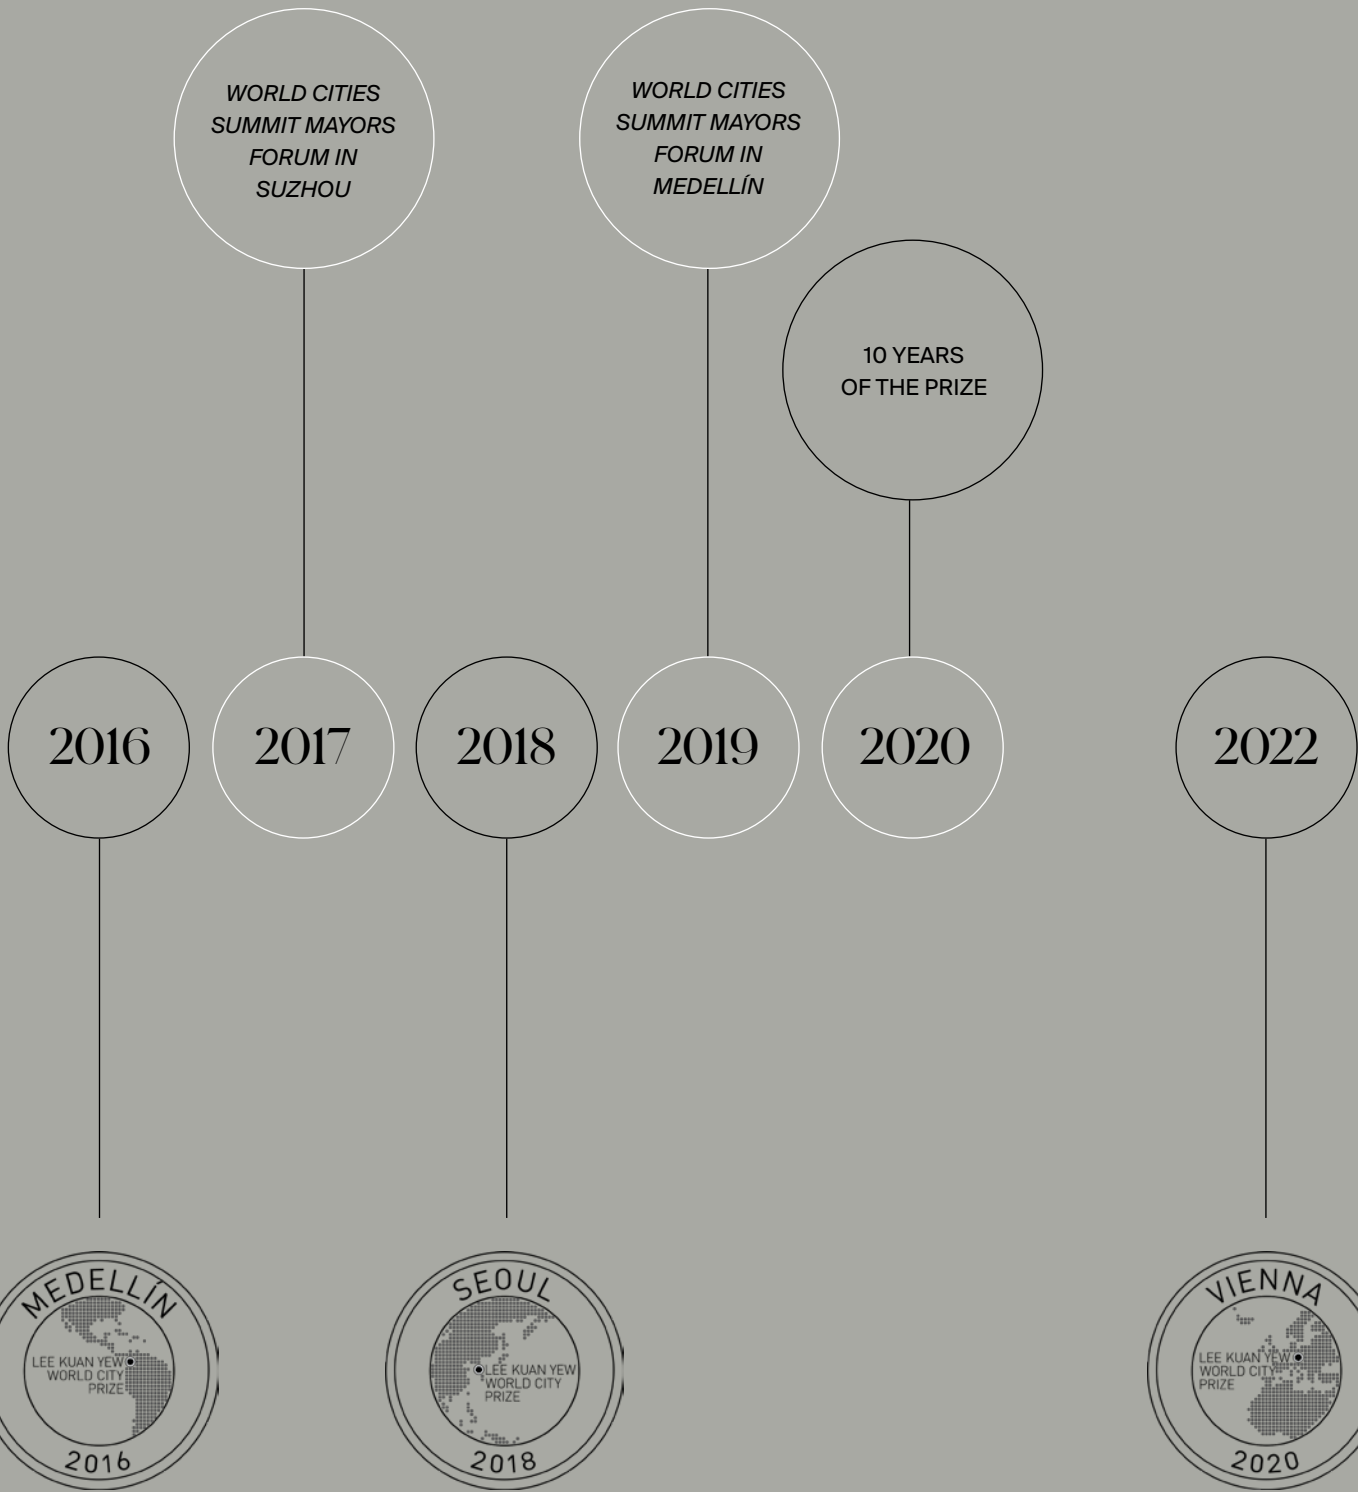 WORLD CITIES
SUMMIT MAYORS
FORUM IN
SUZHOU
WORLD CITIES
SUMMIT MAYORS
FORUM IN
MEDELLÍN
10 YEARS
OF THE PRIZE
2016
2017
2018
2019
2020
2022
MEDELLÍN
LEE KUAN YEW
WORLD CITY
PRIZE
2016
SEOUL
LEE KUAN YEW
WORLD CITY
PRIZE
2018
VIENNA
LEE KUAN YEW
WORLD CITY
PRIZE
2020